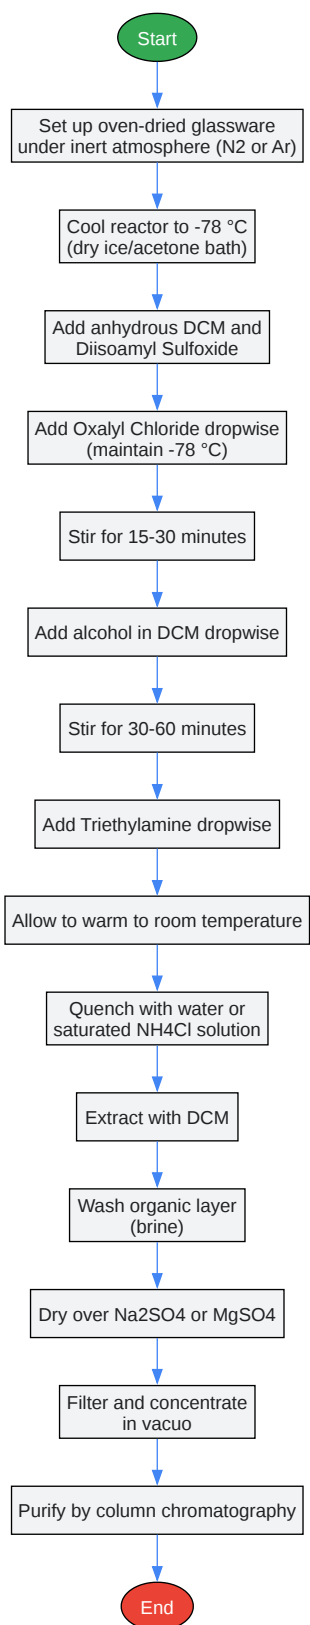 Start
Set up oven-dried glassware
under inert atmosphere (N2 or Ar)
Cool reactor to -78 °C
(dry ice/acetone bath)
Add anhydrous DCM and
Diisoamyl Sulfoxide
Add Oxalyl Chloride dropwise
(maintain -78 °C)
Stir for 15-30 minutes
Add alcohol in DCM dropwise
Stir for 30-60 minutes
Add Triethylamine dropwise
Allow to warm to room temperature
Quench with water or
saturated NH4Cl solution
Extract with DCM
Wash organic layer
(brine)
Dry over Na2SO4 or MgSO4
Filter and concentrate
in vacuo
Purify by column chromatography
End